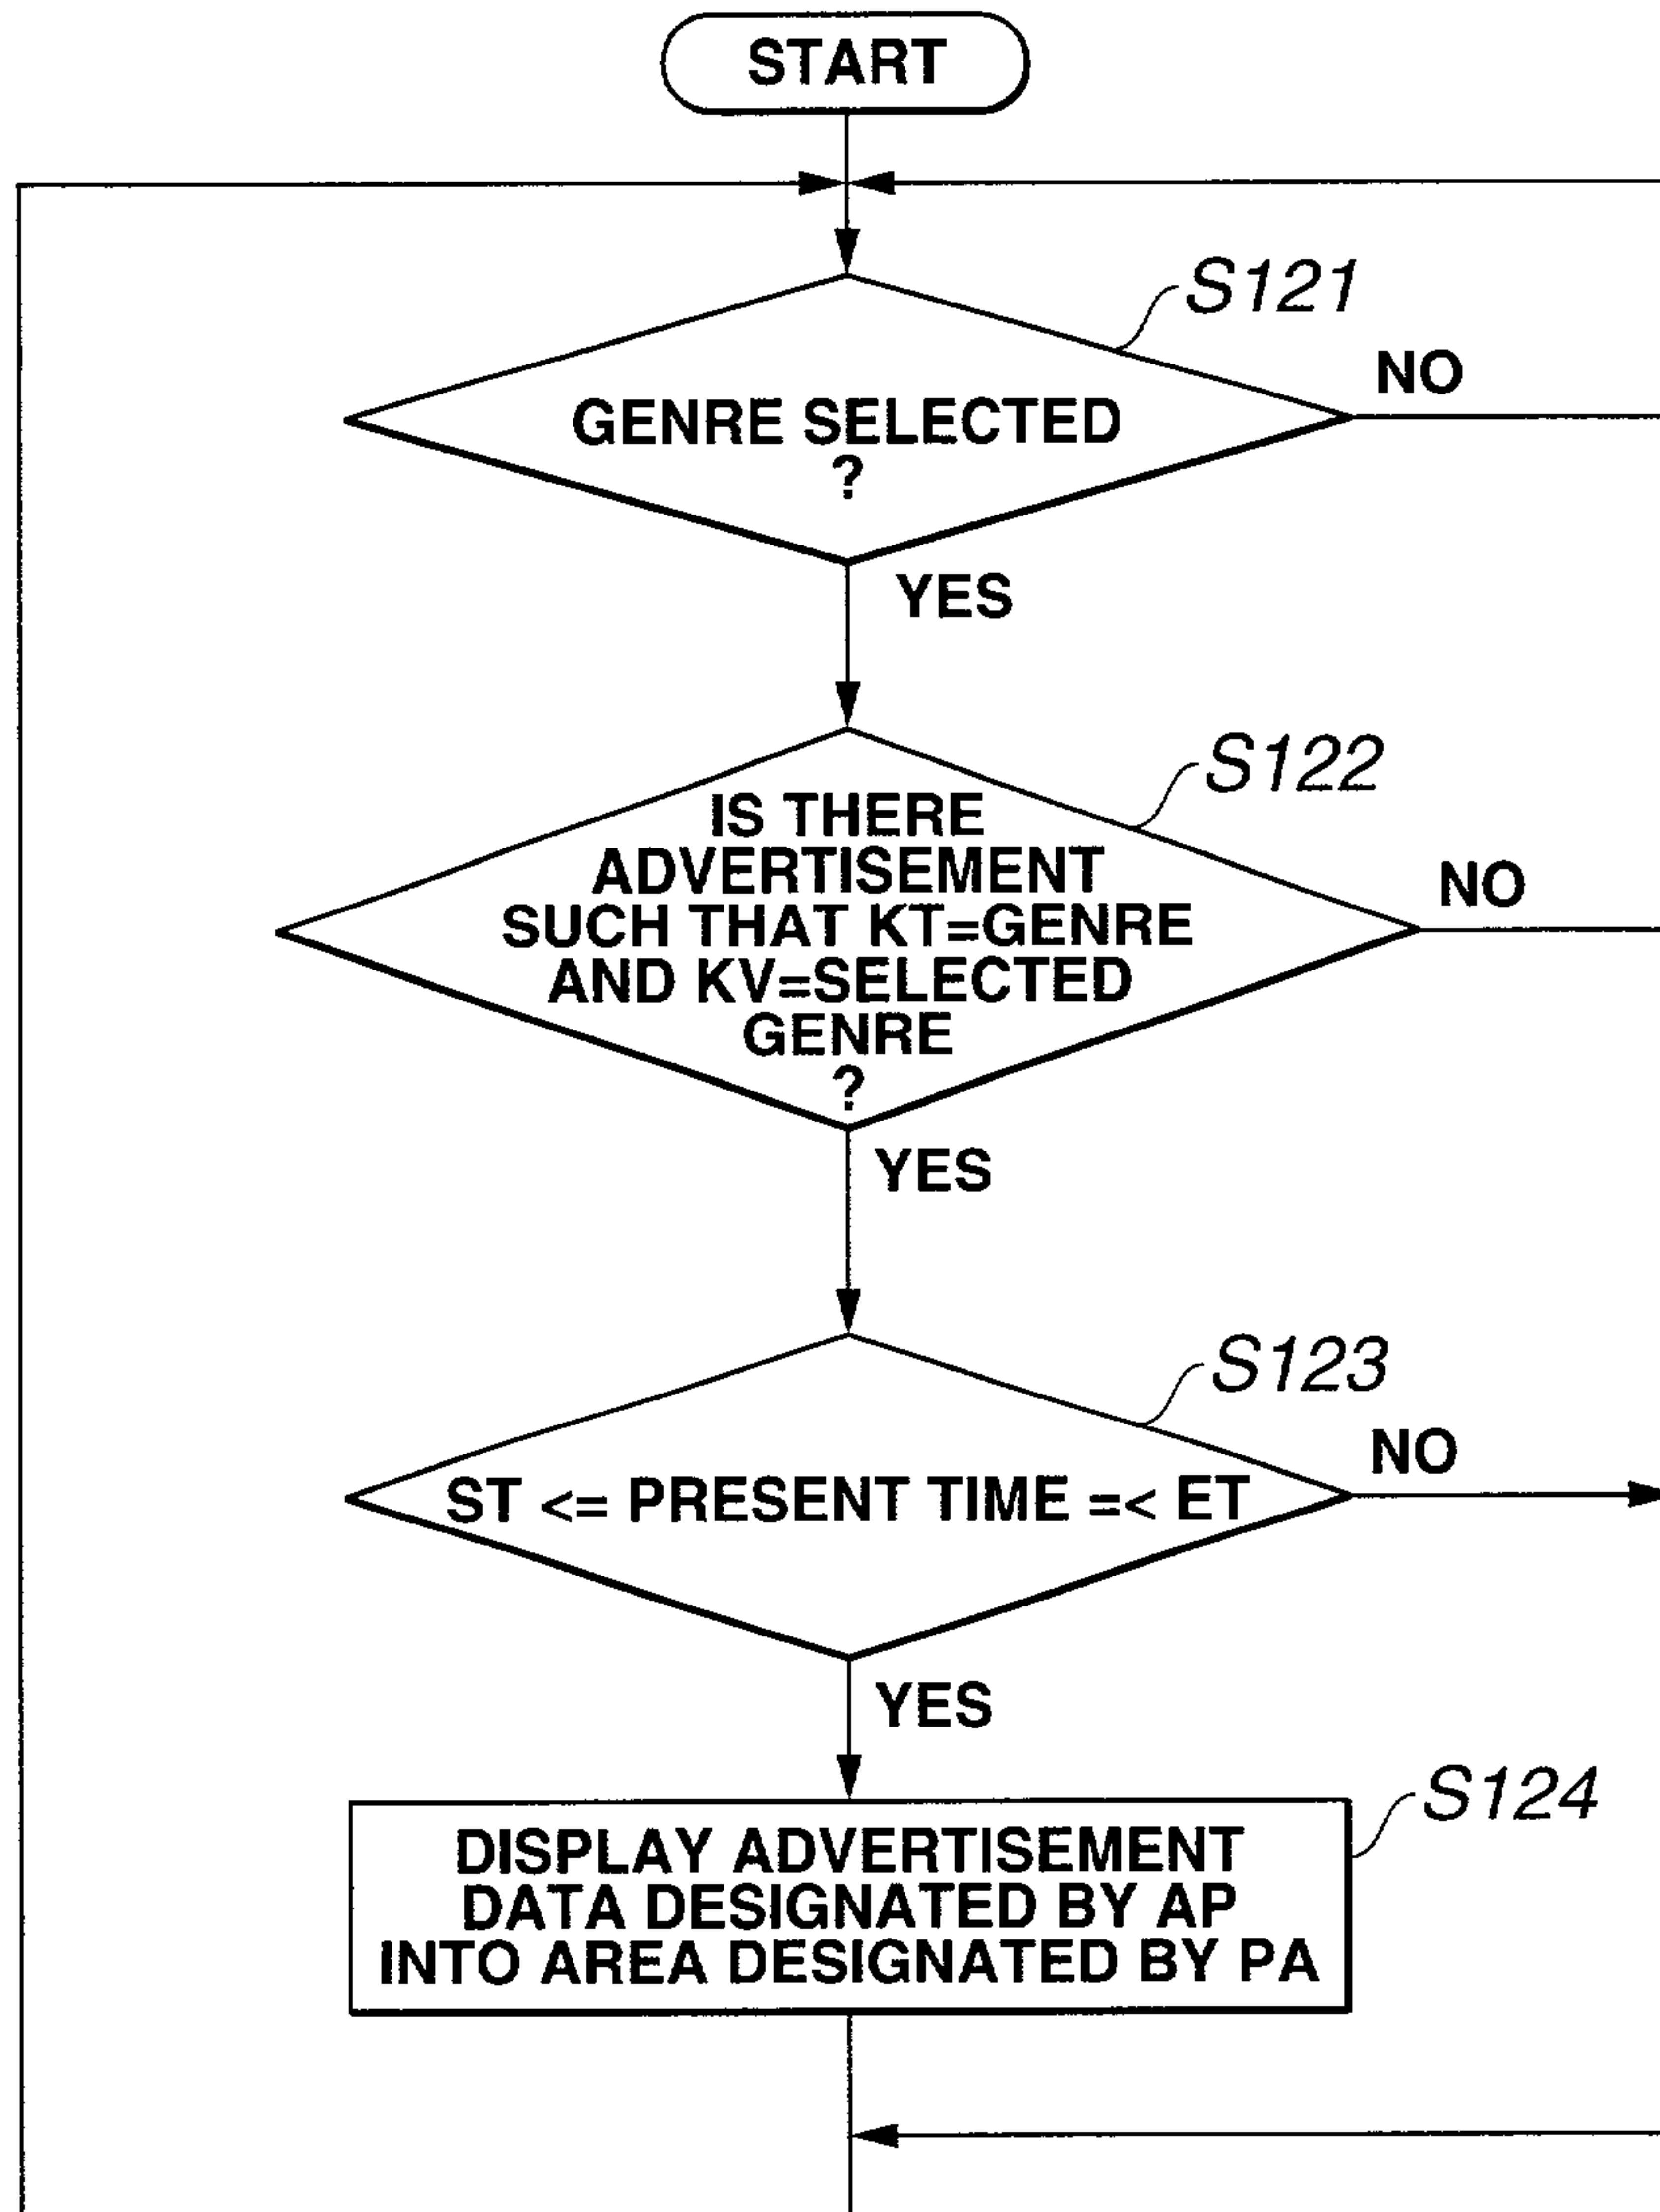 START
S121
GENRE SELECTED
?
NO
YES
S122
IS THERE
ADVERTISEMENT
SUCH THAT KT=GENRE
AND KV=SELECTED
GENRE
?
NO
YES
S123
ST <= PRESENT TIME =< ET
NO
YES
S124
DISPLAY ADVERTISEMENT
DATA DESIGNATED BY AP
INTO AREA DESIGNATED BY PA